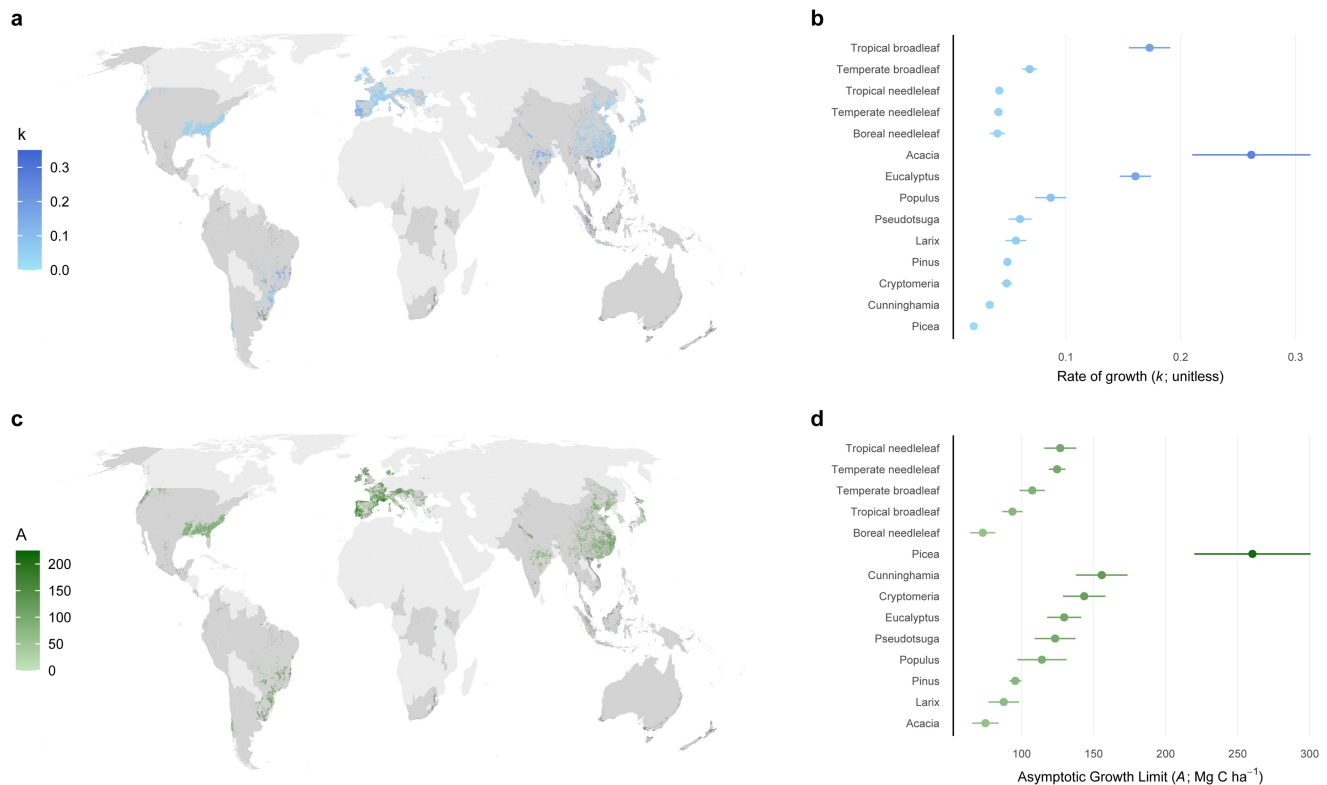 a
k
0.3
0.2
0.1
0.0
b
Tropical broadleaf
Temperate broadleaf
Tropical needleleaf
Temperate needleleaf
Boreal needleleaf
Acacia
Eucalyptus
Populus
Pseudotsuga
Larix
Pinus
Cryptomeria
Cunninghamia
Picea
0.1 0.2 0.3
Rate of growth (k; unitless)
c
A
200
150
100
50
0
d
Tropical needleleaf
Temperate needleleaf
Temperate broadleaf
Tropical broadleaf
Boreal needleleaf
Picea
Cunninghamia
Cryptomeria
Eucalyptus
Pseudotsuga
Populus
Pinus
Larix
Acacia
100 150 200 250 300
Asymptotic Growth Limit (A; Mg C ha⁻¹)